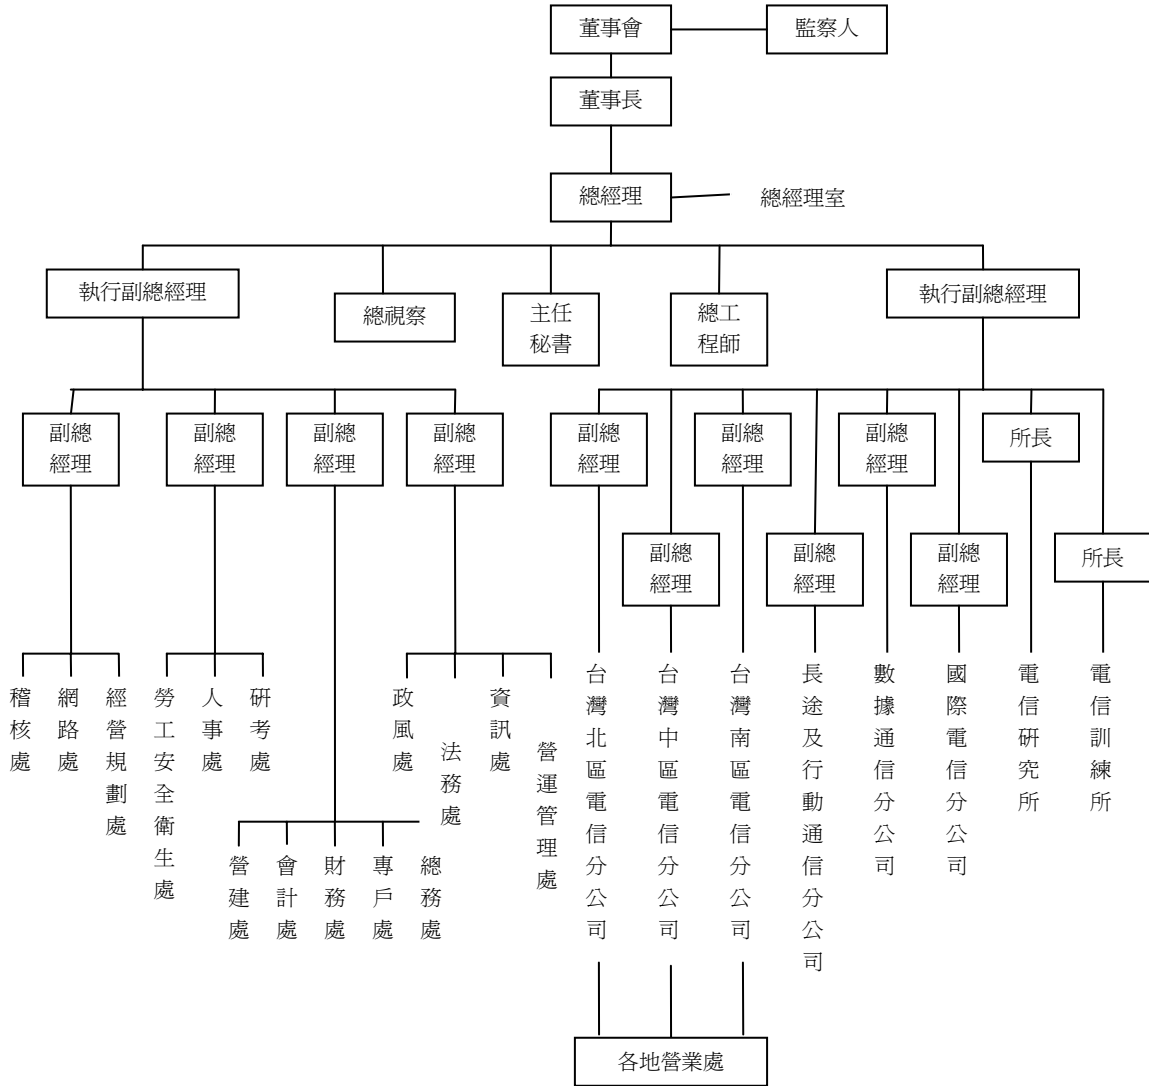 董事會
監察人
董事長
總經理
總經理室
執行副總經理
總視察
主任
秘書
總工
程師
執行副總經理
副總
經理
副總
經理
副總
經理
副總
經理
副總
經理
副總
經理
副總
經理
所長
副總
經理
副總
經理
副總
經理
所長
稽核處
網路處
經營規劃處
勞工安全衛生處
人事處
研考處
營建處
會計處
財務處
專戶處
總務處
政風處
法務處
資訊處
營運管理處
台灣北區電信分公司
台灣中區電信分公司
台灣南區電信分公司
長途及行動通信分公司
數據通信分公司
國際電信分公司
電信研究所
電信訓練所
各地營業處